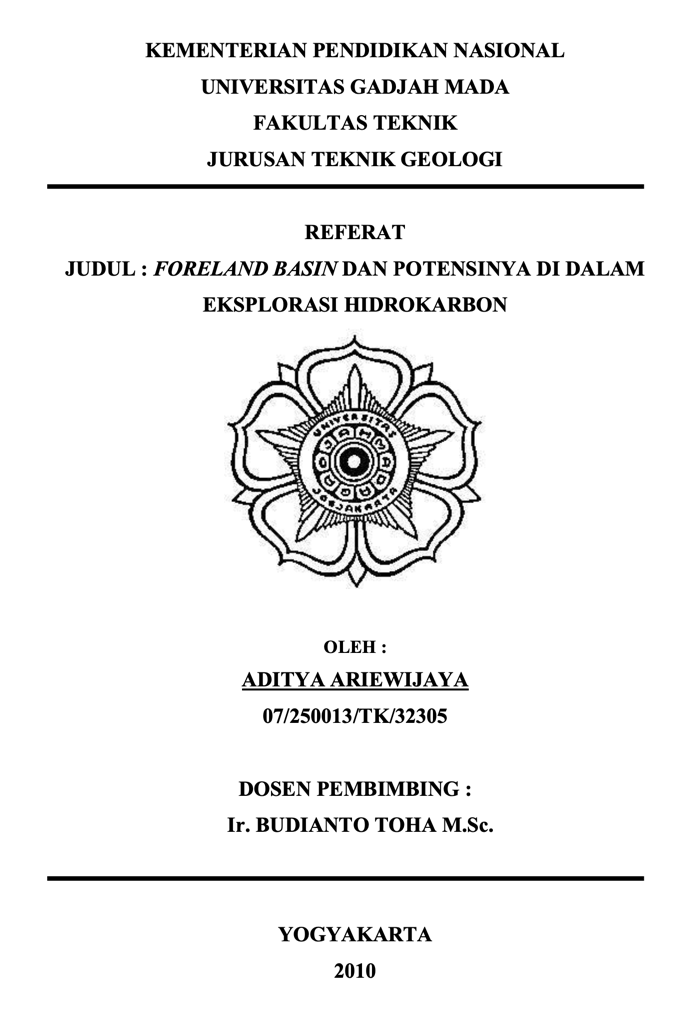 KEMENTERIAN PENDIDIKAN NASIONAL
UNIVERSITAS GADJAH MADA
FAKULTAS TEKNIK
JURUSAN TEKNIK GEOLOGI
REFERAT
JUDUL : FORELAND BASIN DAN POTENSINYA DI DALAM
EKSPLORASI HIDROKARBON
UNIVERSITAS
GADJAH MADA
JOGJAKARTA
OLEH :
ADITYA ARIEWIJAYA
07/250013/TK/32305
DOSEN PEMBIMBING :
Ir. BUDIANTO TOHA M.Sc.
YOGYAKARTA
2010